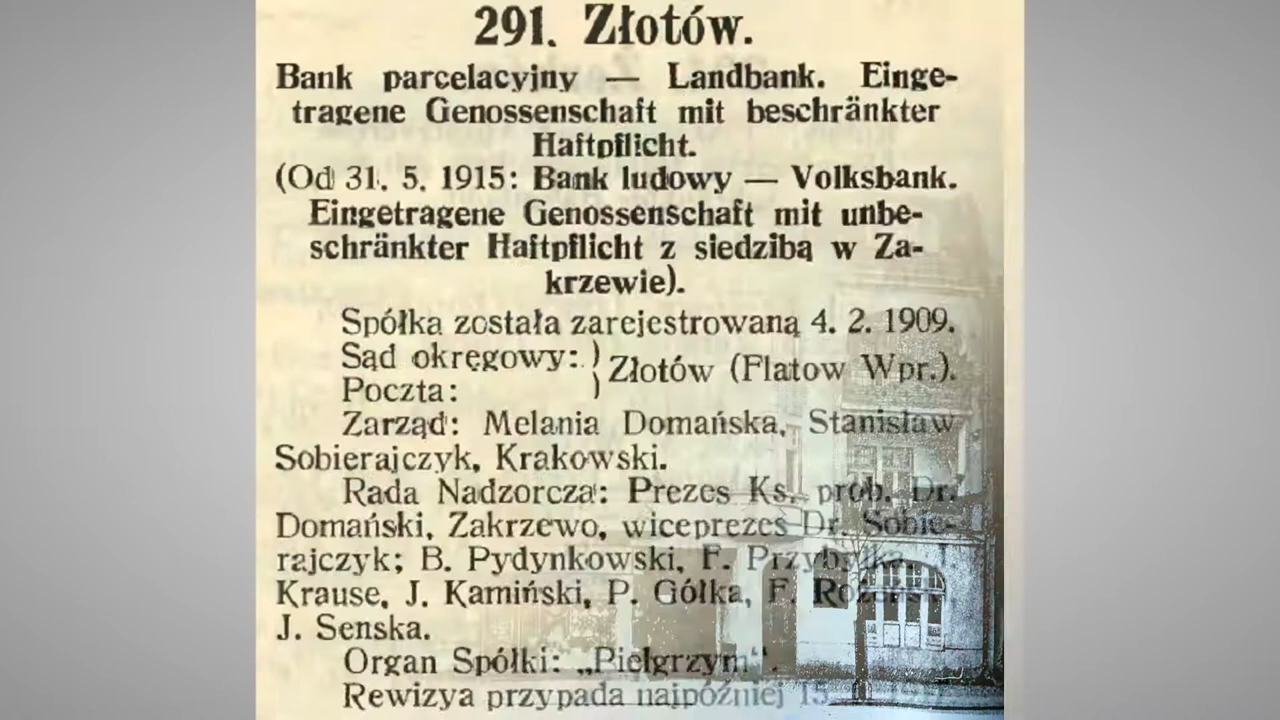 291. Złotów.
Bank parcelacyjny — Landbank. Einge-
tragene Genossenschaft mit beschränkter
Haftpflicht.
(Od 31. 5. 1915: Bank ludowy — Volksbank.
Eingetragene Genossenschaft mit unbe-
schränkter Haftpflicht z siedzibą w Za-
krzewie).
Spółka została zarejestrowaną 4. 2. 1909.
Sąd okręgowy: } Złotów (Flatow Wpr.).
Poczta:
Zarząd: Melania Domańska, Stanisław
Sobierajczyk, Krakowski.
Rada Nadzorcza: Prezes Ks. prob. Dr.
Domański, Zakrzewo, wiceprezes Dr. Sobie-
rajczyk; B. Pydynkowski, F. Przybyłka,
Krause, J. Kamiński, P. Gółka, F.
J. Senska.
Organ Spółki: „Pielgrzym“.
Rewizya przypada najpóźniej 15